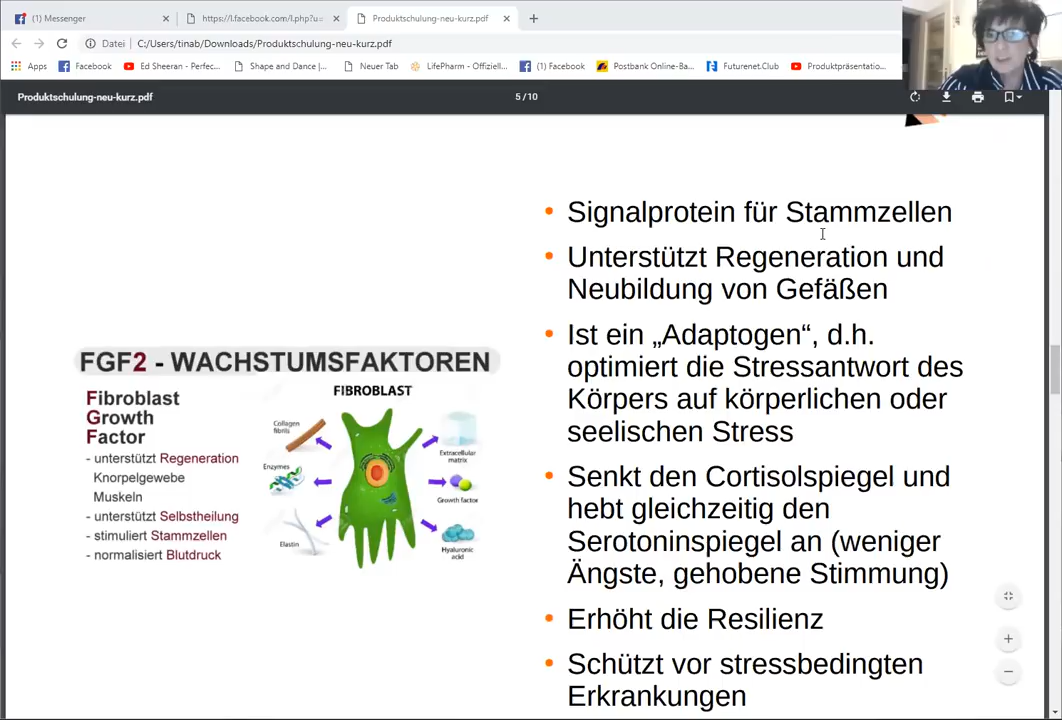 (1) Messenger
https://l.facebook.com/l.php?u=
Produktschulung-neu-kurz.pdf
Datei
C:/Users/tinab/Downloads/Produktschulung-neu-kurz.pdf
Apps
Facebook
Ed Sheeran - Perfec...
Shape and Dance |...
Neuer Tab
LifePharm - Offiziell...
(1) Facebook
Postbank Online-Ba...
Futurenet.Club
Produktpräsentatio...
Produktschulung-neu-kurz.pdf
5 / 10
FGF2 - WACHSTUMSFAKTOREN
Fibroblast
Growth
Factor
- unterstützt Regeneration
Knorpelgewebe
Muskeln
- unterstützt Selbstheilung
- stimuliert Stammzellen
- normalisiert Blutdruck
FIBROBLAST
Collagen
fibrils
Enzymes
Elastin
Extracellular
matrix
Growth factor
Hyaluronic
acid
• Signalprotein für Stammzellen
• Unterstützt Regeneration und
Neubildung von Gefäßen
• Ist ein „Adaptogen“, d.h.
optimiert die Stressantwort des
Körpers auf körperlichen oder
seelischen Stress
• Senkt den Cortisolspiegel und
hebt gleichzeitig den
Serotoninspiegel an (weniger
Ängste, gehobene Stimmung)
• Erhöht die Resilienz
• Schützt vor stressbedingten
Erkrankungen